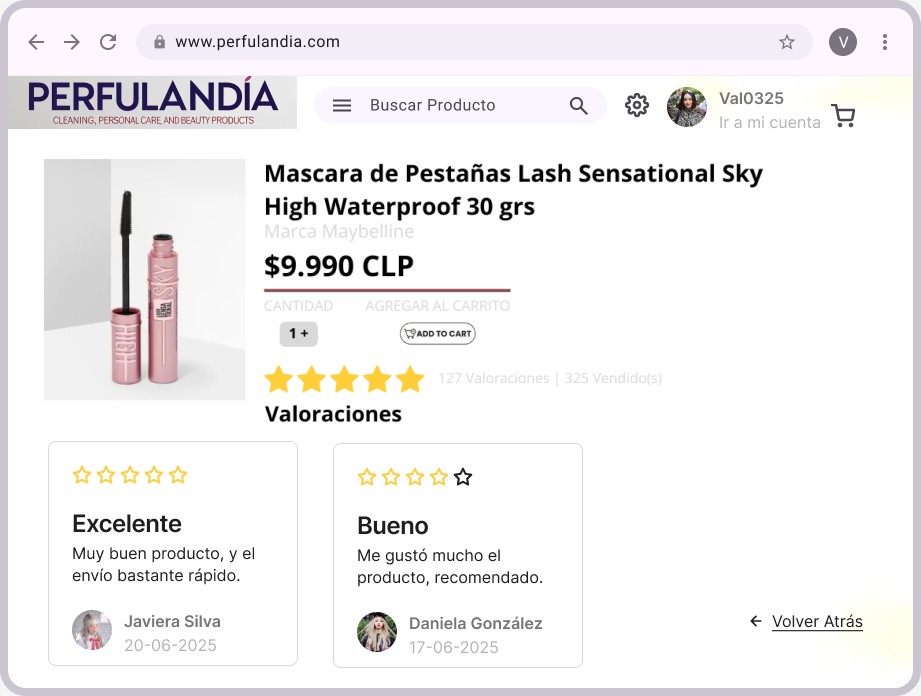 www.perfulandia.com
V
PERFULANDÍA
CLEANING, PERSONAL CARE, AND BEAUTY PRODUCTS
Buscar Producto
Val0325
Ir a mi cuenta
Mascara de Pestañas Lash Sensational Sky
High Waterproof 30 grs
Marca Maybelline
$9.990 CLP
CANTIDAD AGREGAR AL CARRITO
1 + ADD TO CART
SKY
HIGH
127 Valoraciones | 325 Vendido(s)
Valoraciones
Excelente
Muy buen producto, y el
envío bastante rápido.
Javiera Silva
20-06-2025
Bueno
Me gustó mucho el
producto, recomendado.
Daniela González
17-06-2025
Volver Atrás